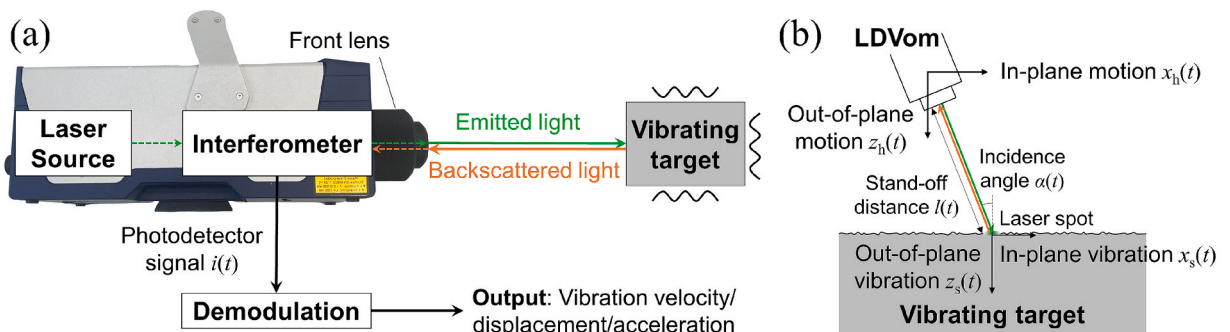 (a)
Front lens
Laser
Source
Interferometer
Emitted light
Backscattered light
Vibrating
target
Photodetector
signal i(t)
Demodulation
Output: Vibration velocity/
displacement/acceleration
(b)
LDVom
In-plane motion xh(t)
Out-of-plane
motion zh(t)
Incidence
angle α(t)
Stand-off
distance l(t)
Laser spot
Out-of-plane
vibration zs(t)
In-plane vibration xs(t)
Vibrating target